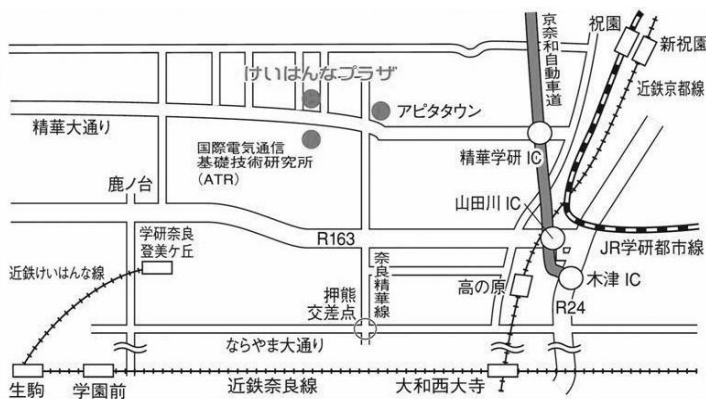 祝園
新祝園
京奈和自動車道
近鉄京都線
けいはんなプラザ
アピタタウン
精華大通り
国際電気通信
基礎技術研究所
(ATR)
精華学研 IC
鹿ノ台
山田川 IC
学研奈良
登美ケ丘
R163
JR学研都市線
近鉄けいはんな線
奈良精華線
押熊
交差点
高の原
木津 IC
R24
ならやま大通り
生駒
学園前
近鉄奈良線
大和西大寺